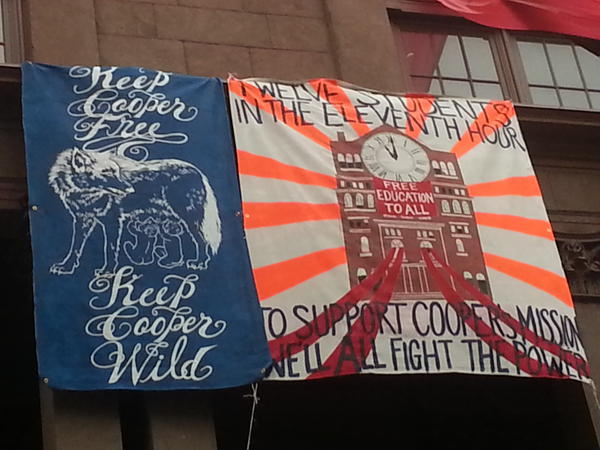 Keep
Cooper
Free
Keep
Cooper
Wild
TWELVE STUDENTS
IN THE ELEVENTH HOUR
FREE
EDUCATION
TO ALL
TO SUPPORT COOPER'S MISSION
WE'LL ALL FIGHT THE POWER